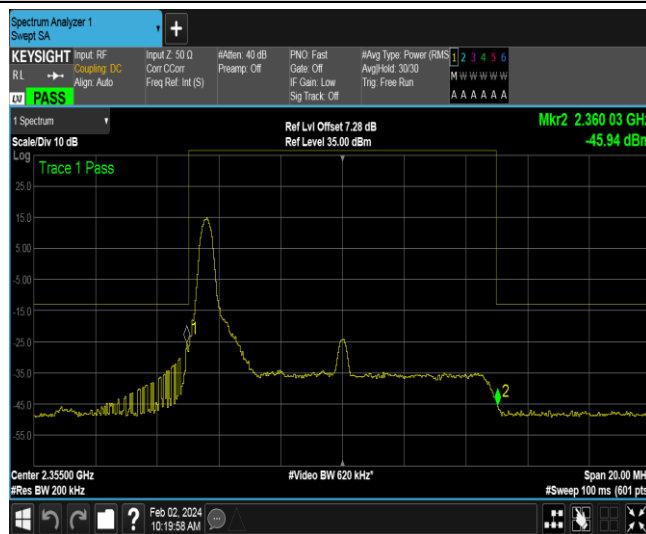 Spectrum Analyzer 1
Swept SA
+
KEYSIGHT Input: RF Input Z: 50 Ω #Atten: 40 dB PNO: Fast #Avg Type: Power (RMS 1 2 3 4 5 6
RL Coupling: DC Corr CCorr Preamp: Off Gate: Off Avg|Hold: 30/30 M W W W W W
Align: Auto Freq Ref: Int (S) IF Gain: Low Trig: Free Run
LXI PASS Sig Track: Off A A A A A A
1 Spectrum Ref Lvl Offset 7.28 dB Mkr2 2.360 03 GHz
Scale/Div 10 dB Ref Level 35.00 dBm -45.94 dBm
Log
Trace 1 Pass
25.0
15.0
5.00
-5.00
-15.0
1
-25.0
-35.0
2
-45.0
-55.0
Center 2.35500 GHz #Video BW 620 kHz* Span 20.00 MH
#Res BW 200 kHz #Sweep 100 ms (601 pts
? Feb 02, 2024
10:19:58 AM